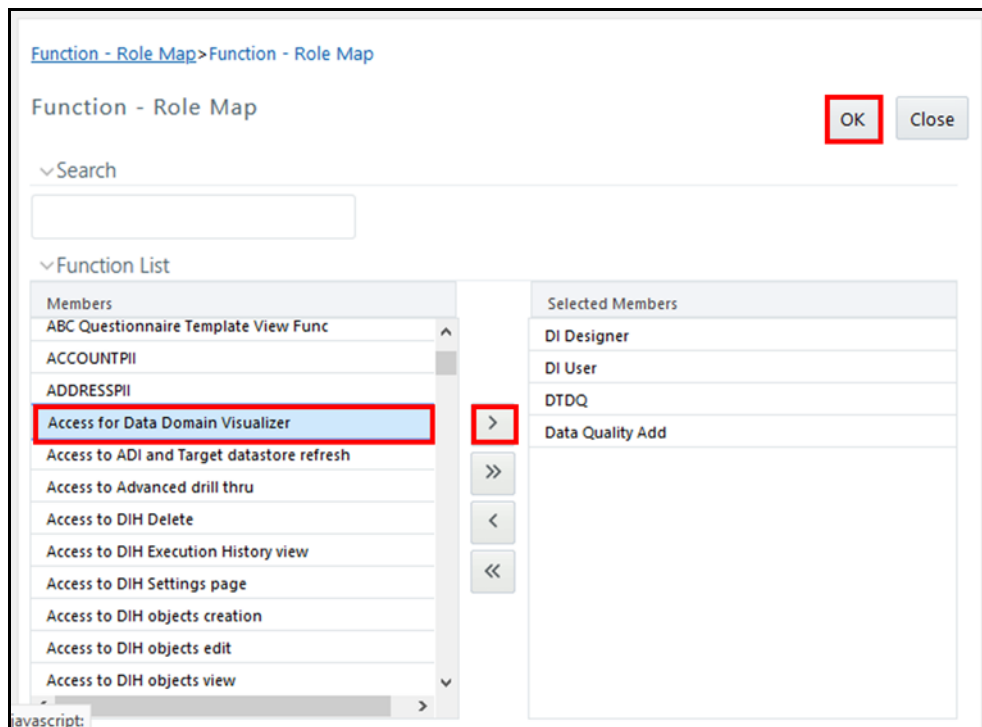 Function - Role Map>Function - Role Map
Function - Role Map
OK
Close
Search
Function List
Members
ABC Questionnaire Template View Func
ACCOUNTPII
ADDRESSPII
Access for Data Domain Visualizer
Access to ADI and Target datastore refresh
Access to Advanced drill thru
Access to DIH Delete
Access to DIH Execution History view
Access to DIH Settings page
Access to DIH objects creation
Access to DIH objects edit
Access to DIH objects view
Selected Members
DI Designer
DI User
DTDQ
Data Quality Add
javascript: